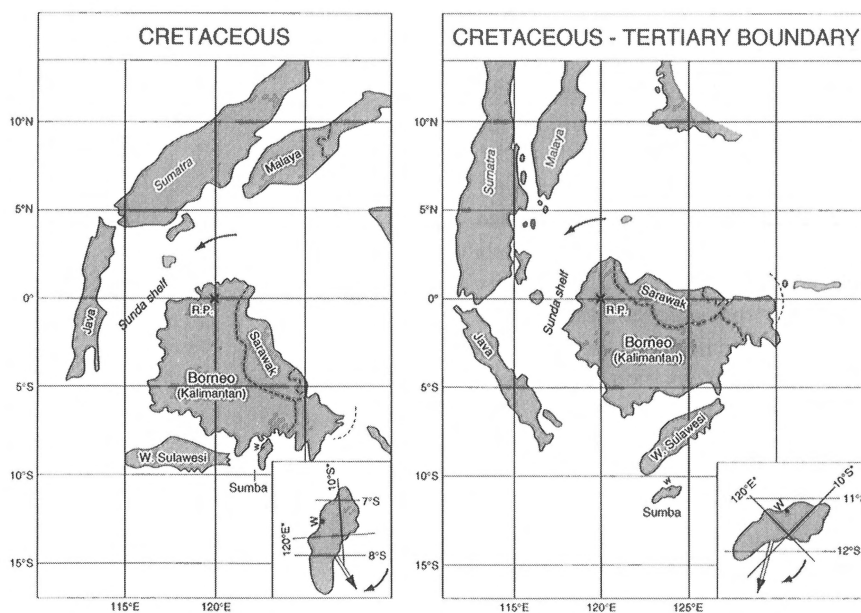 CRETACEOUS
10°N
5°N
0°
5°S
10°S
15°S
115°E
120°E
Sumatra
Malaya
Java
Sunda shelf
R.P.
Sarawak
Borneo
(Kalimantan)
W. Sulawesi
w
Sumba
10°S*
7°S
W
120°E*
8°S
CRETACEOUS - TERTIARY BOUNDARY
10°N
5°N
0°
5°S
10°S
15°S
115°E
120°E
125°E
Sumatra
Malaya
Sunda shelf
R.P.
Sarawak
Java
Borneo
(Kalimantan)
W. Sulawesi
w
Sumba
120°E*
10°S*
11°S
W
12°S